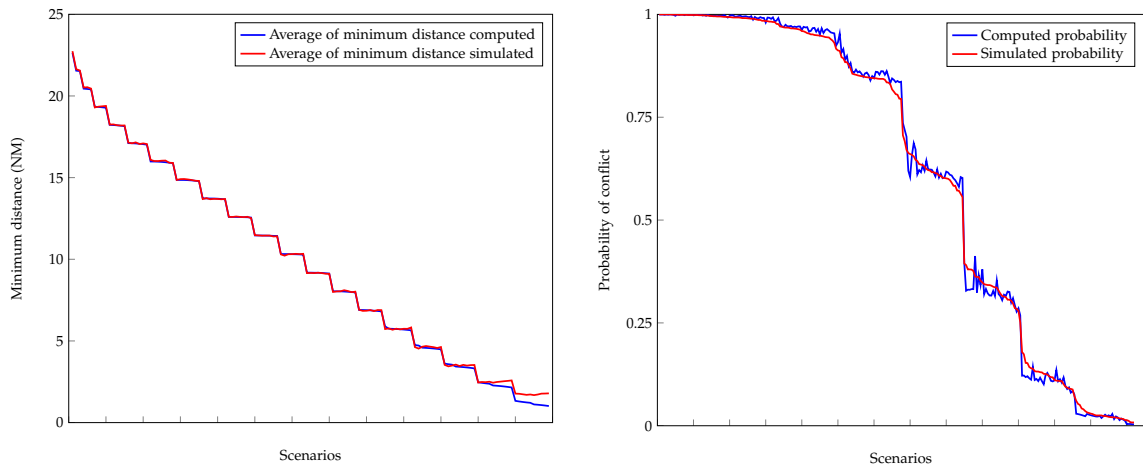 Average of minimum distance computed
Average of minimum distance simulated
25
20
15
10
5
0
Minimum distance (NM)
Scenarios
Computed probability
Simulated probability
1
0.75
0.5
0.25
0
Probability of conflict
Scenarios